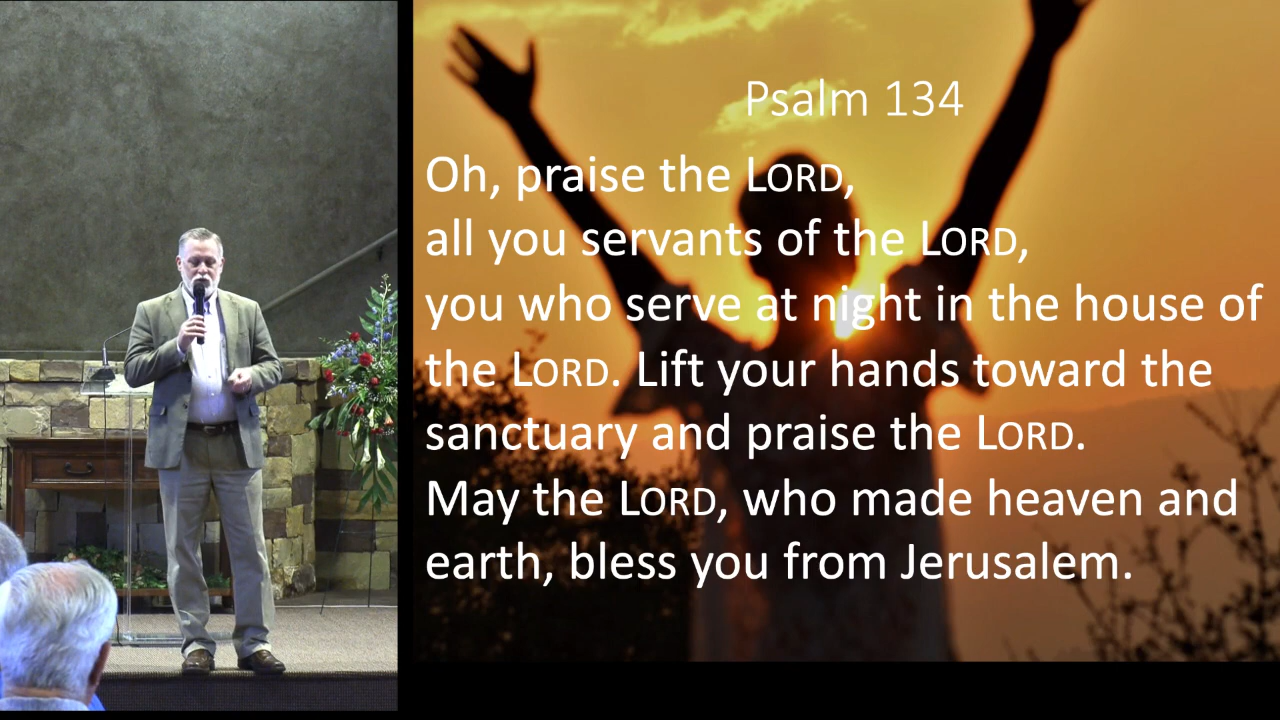 Psalm 134
Oh, praise the LORD,
all you servants of the LORD,
you who serve at night in the house of
the LORD. Lift your hands toward the
sanctuary and praise the LORD.
May the LORD, who made heaven and
earth, bless you from Jerusalem.